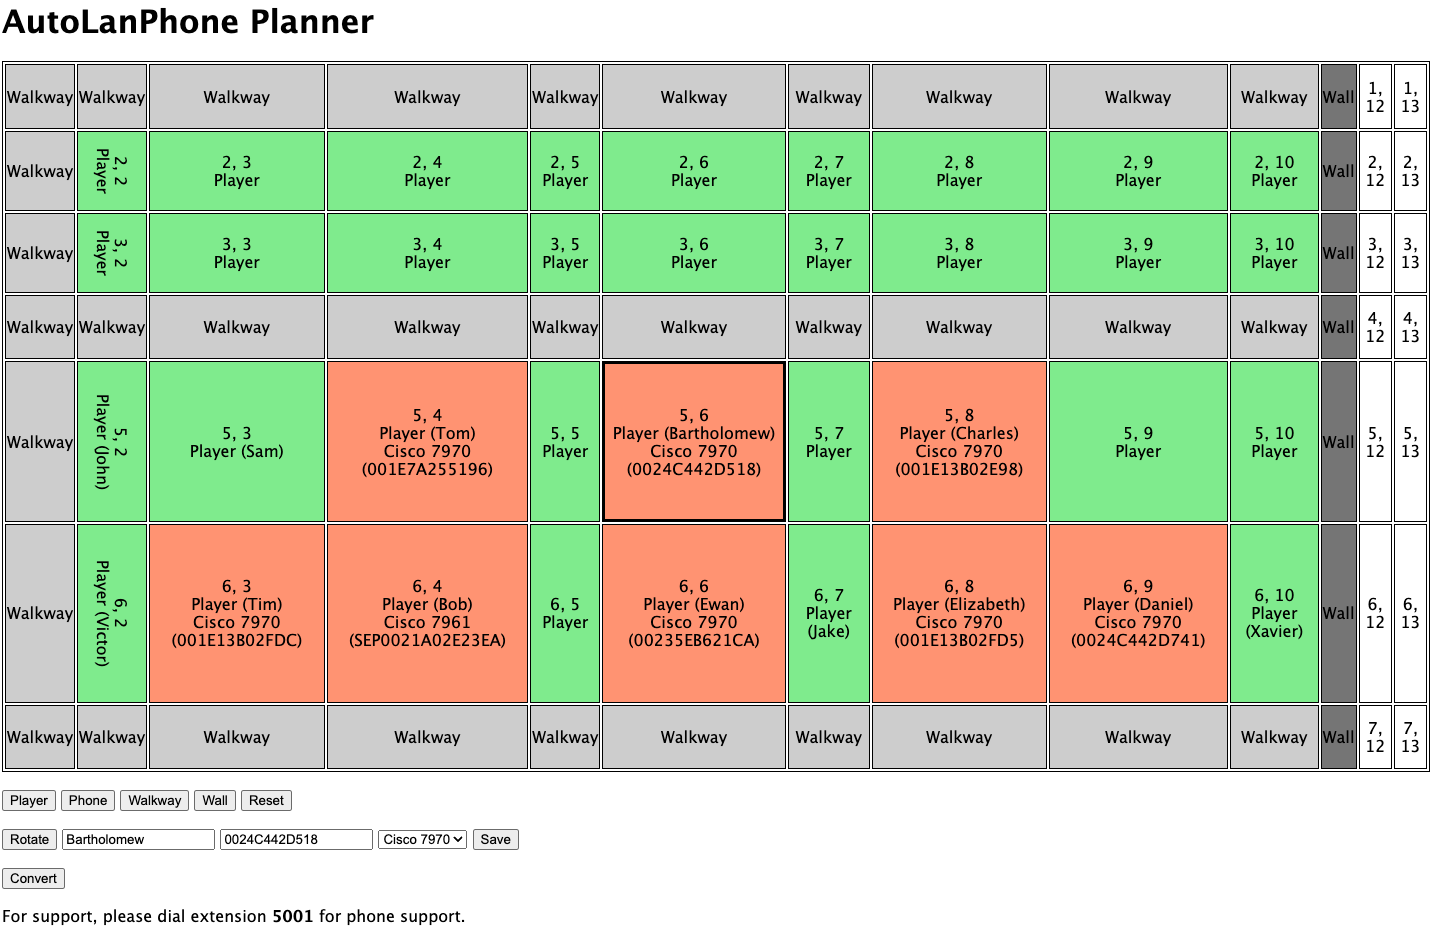 AutoLanPhone Planner
Walkway Walkway Walkway Walkway Walkway Walkway Walkway Walkway Walkway Walkway Wall 1, 12 1, 13
Walkway 2, 2 Player 2, 3 Player 2, 4 Player 2, 5 Player 2, 6 Player 2, 7 Player 2, 8 Player 2, 9 Player 2, 10 Player Wall 2, 12 2, 13
Walkway 3, 2 Player 3, 3 Player 3, 4 Player 3, 5 Player 3, 6 Player 3, 7 Player 3, 8 Player 3, 9 Player 3, 10 Player Wall 3, 12 3, 13
Walkway Walkway Walkway Walkway Walkway Walkway Walkway Walkway Walkway Walkway Wall 4, 12 4, 13
Walkway
5, 2
Player (John)
5, 3
Player (Sam)
5, 4
Player (Tom)
Cisco 7970
(001E7A255196)
5, 5
Player
5, 6
Player (Bartholomew)
Cisco 7970
(0024C442D518)
5, 7
Player
5, 8
Player (Charles)
Cisco 7970
(001E13B02E98)
5, 9
Player
5, 10
Player
Wall
5, 12
5, 13
Walkway
6, 2
Player (Victor)
6, 3
Player (Tim)
Cisco 7970
(001E13B02FDC)
6, 4
Player (Bob)
Cisco 7961
(SEP0021A02E23EA)
6, 5
Player
6, 6
Player (Ewan)
Cisco 7970
(00235EB621CA)
6, 7
Player
(Jake)
6, 8
Player (Elizabeth)
Cisco 7970
(001E13B02FD5)
6, 9
Player (Daniel)
Cisco 7970
(0024C442D741)
6, 10
Player
(Xavier)
Wall
6, 12
6, 13
Walkway Walkway Walkway Walkway Walkway Walkway Walkway Walkway Walkway Walkway Wall 7, 12 7, 13
Player Phone Walkway Wall Reset
Rotate Bartholomew 0024C442D518 Cisco 7970 Save
Convert
For support, please dial extension 5001 for phone support.